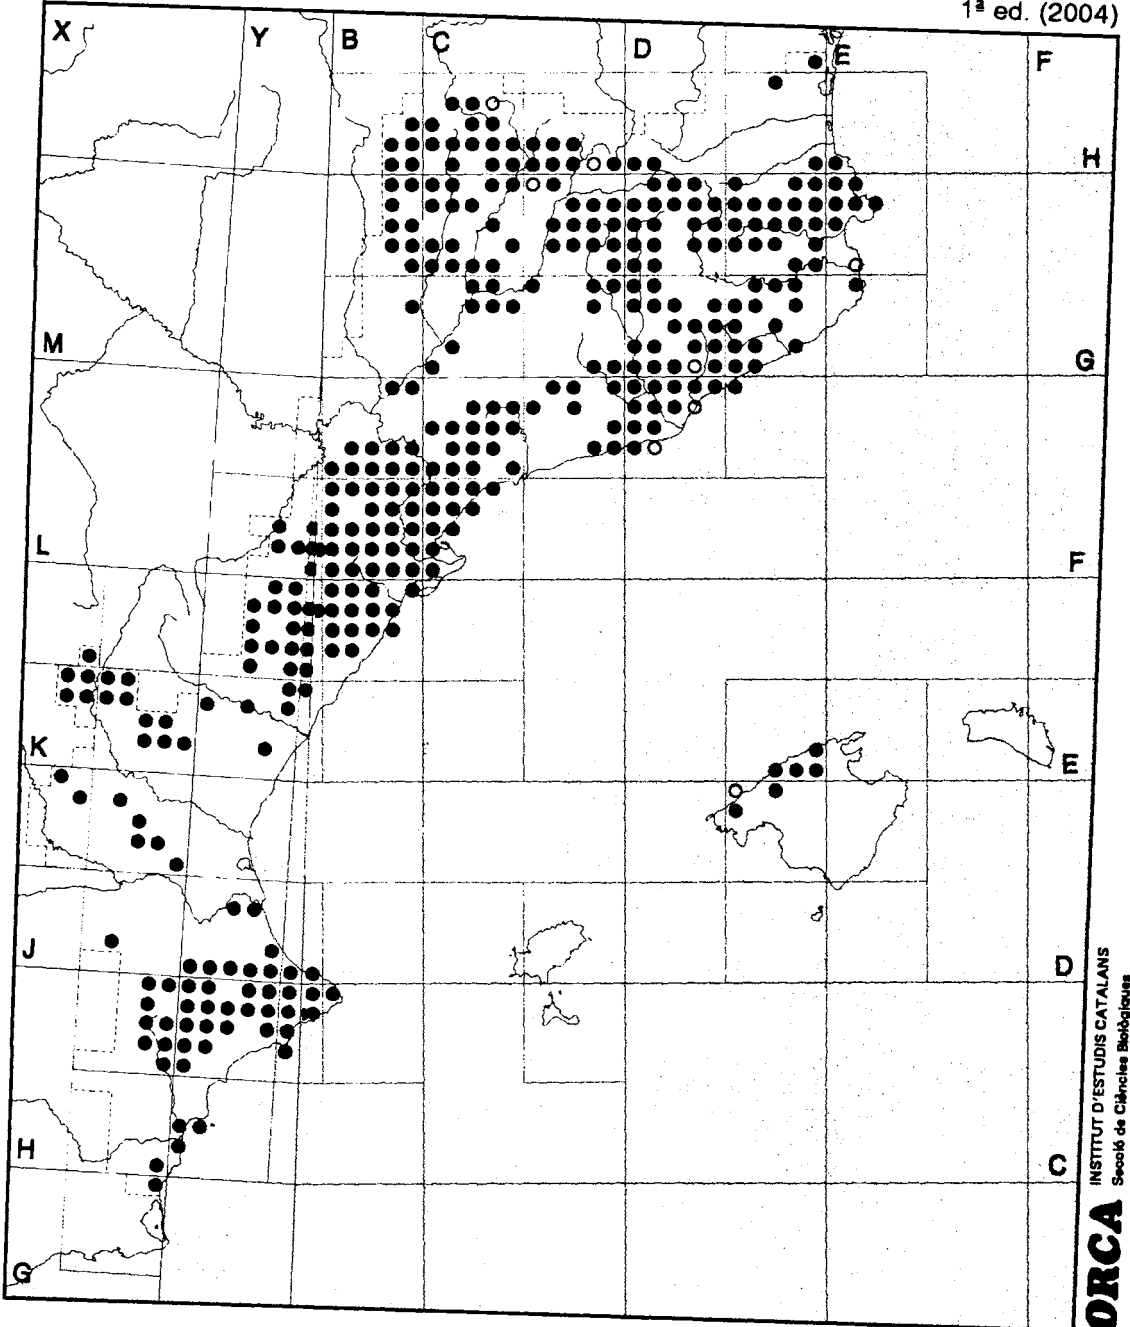 1ª ed. (2004)
X
Y
B
C
D
E
F
H
M
G
L
F
K
E
J
D
H
C
G
ORCA
INSTITUT D'ESTUDIS CATALANS
Secció de Ciències Biològiques